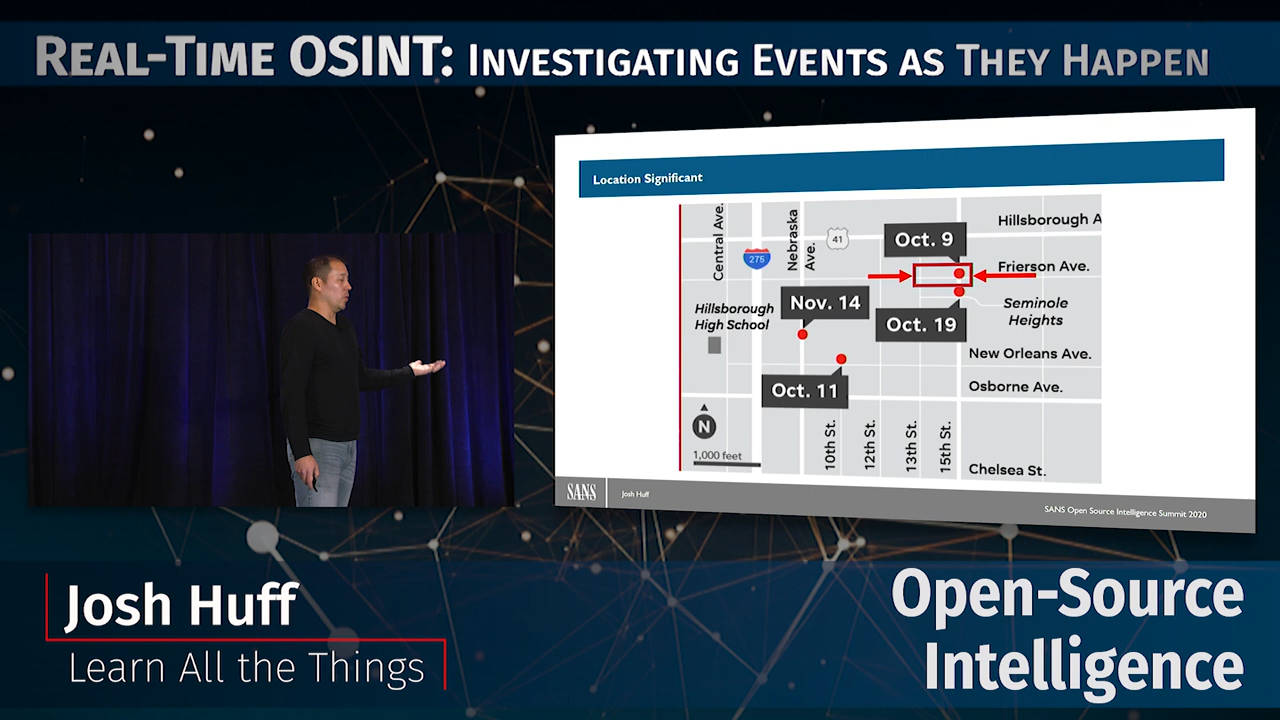 REAL-TIME OSINT: INVESTIGATING EVENTS AS THEY HAPPEN
Location Significant
Central Ave.
275
Nebraska
Ave.
41
Hillsborough A
Oct. 9
Frierson Ave.
Hillsborough
High School
Nov. 14
Oct. 19
Seminole
Heights
New Orleans Ave.
Oct. 11
Osborne Ave.
N
1,000 feet
10th St.
12th St.
13th St.
15th St.
Chelsea St.
SANS
Josh Huff
SANS Open Source Intelligence Summit 2020
Josh Huff
Learn All the Things
Open-Source
Intelligence